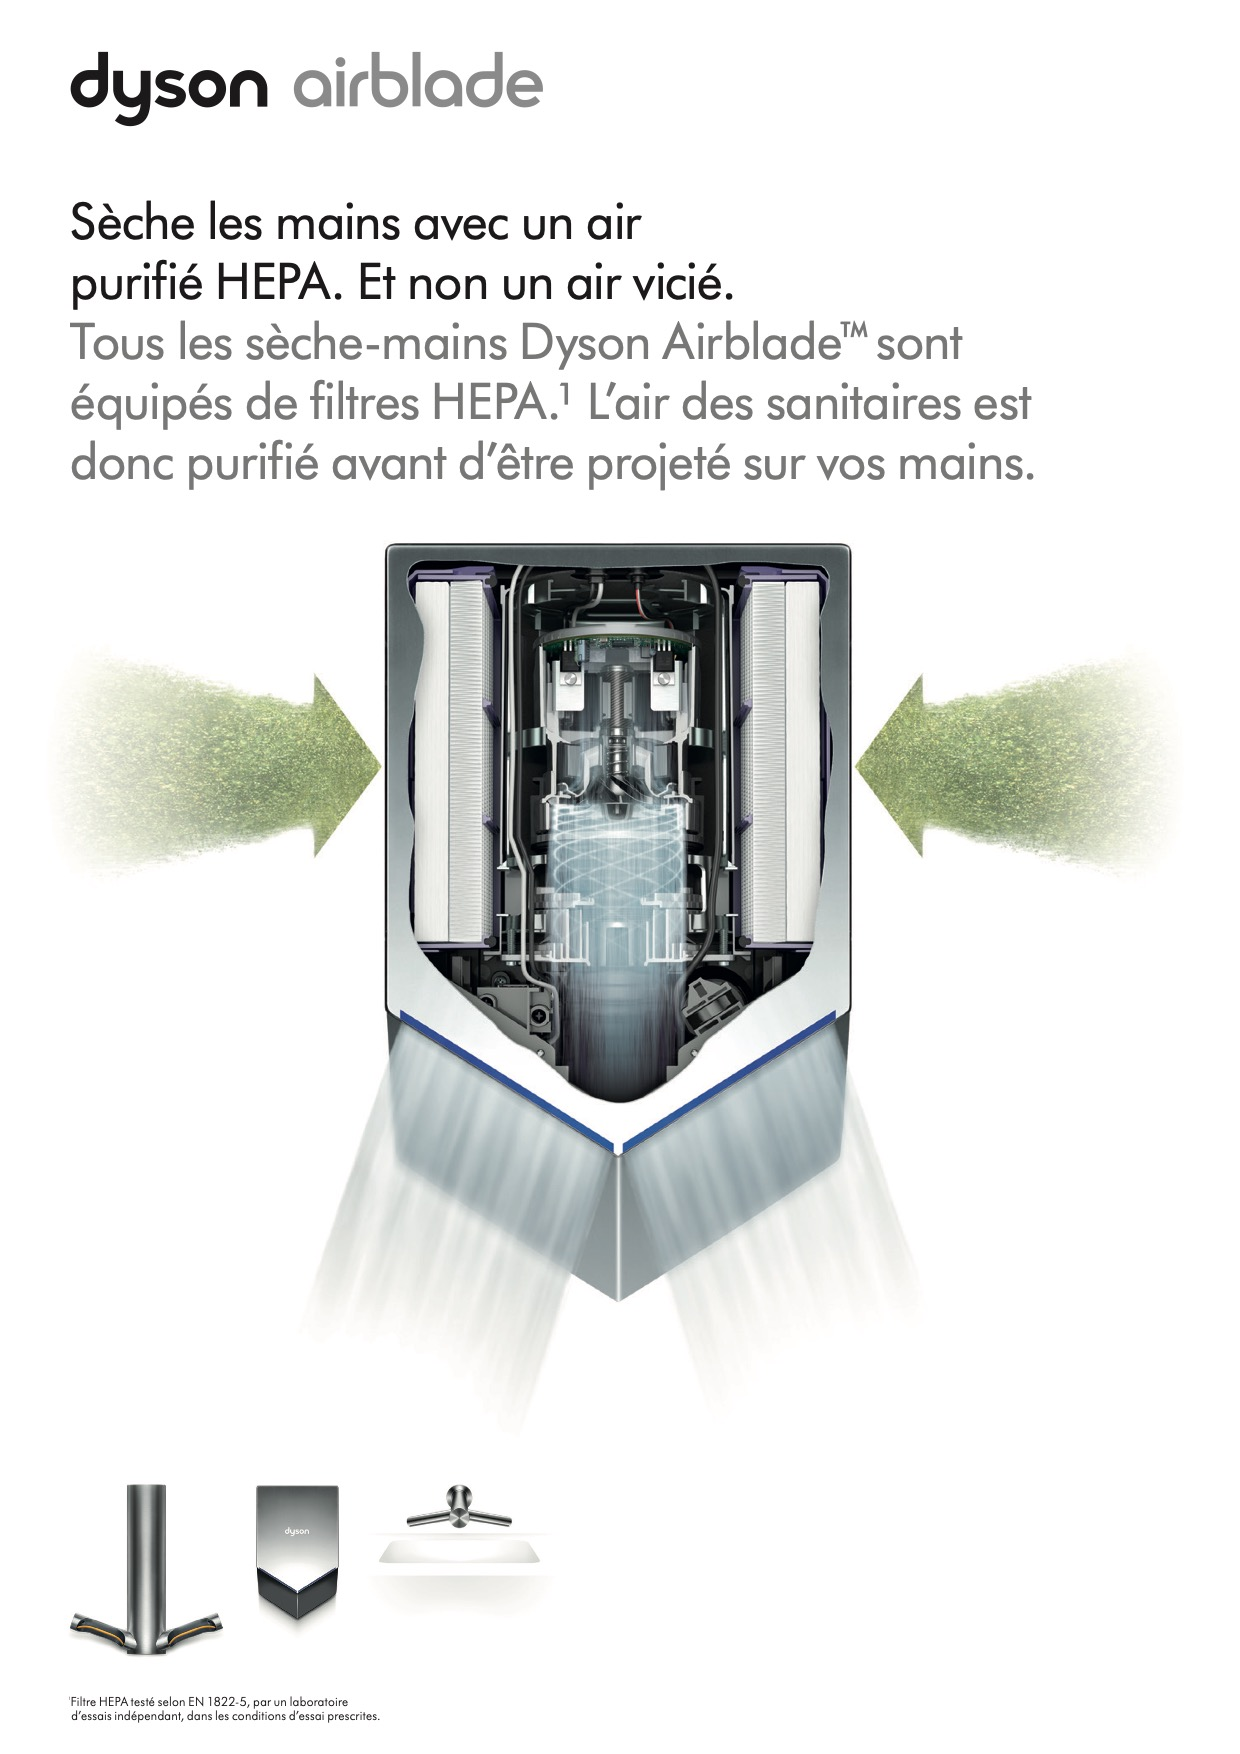 dyson airblade
Sèche les mains avec un air
purifié HEPA. Et non un air vicié.
Tous les sèche-mains Dyson Airblade™ sont
équipés de filtres HEPA.¹ L’air des sanitaires est
donc purifié avant d’être projeté sur vos mains.
dyson
¹Filtre HEPA testé selon EN 1822-5, par un laboratoire
d’essais indépendant, dans les conditions d’essai prescrites.